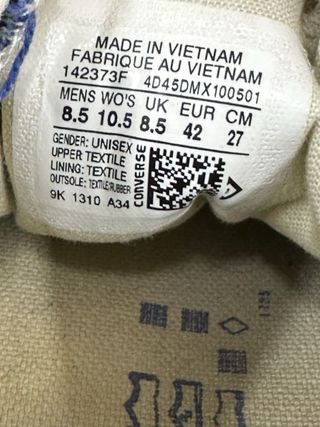 MADE IN VIETNAM
FABRIQUE AU VIETNAM
142373F 4D45DMX100501
MENS WO'S UK EUR CM
8.5 10.5 8.5 42 27
GENDER: UNISEX
UPPER TEXTILE
LINING: TEXTILE
OUTSOLE: TEXTILE/RUBBER
9K 1310 A34
CONVERSE